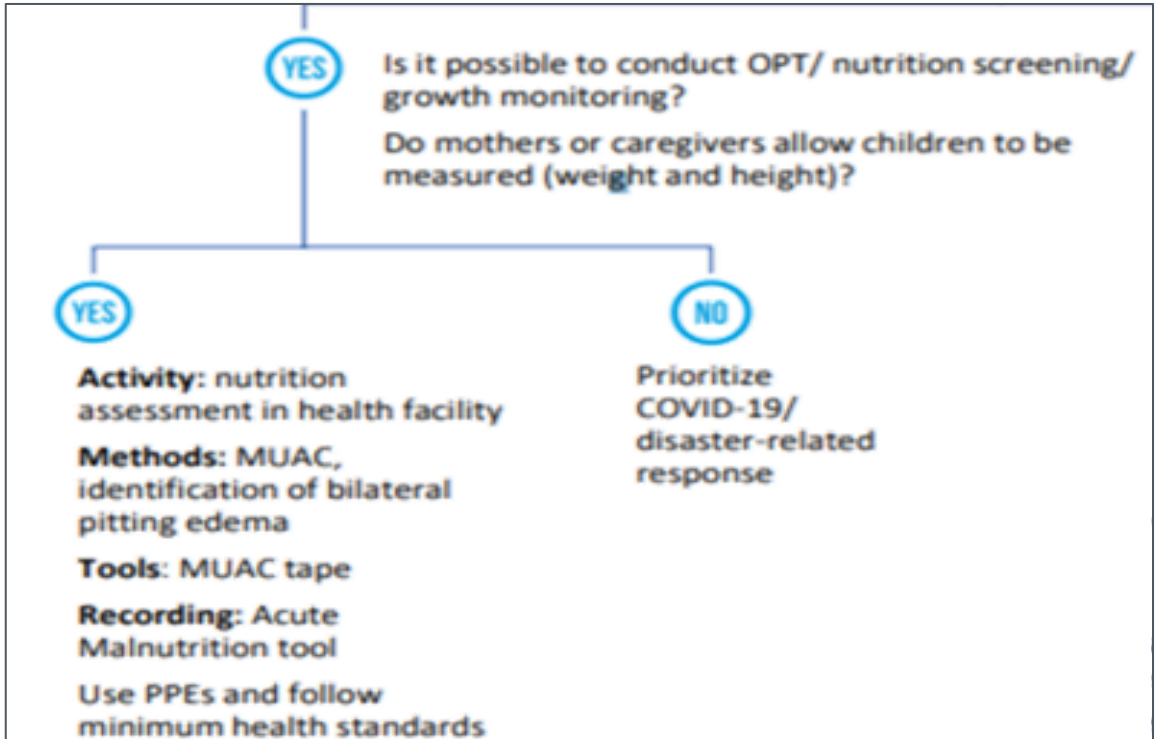 YES
Is it possible to conduct OPT/ nutrition screening/
growth monitoring?
Do mothers or caregivers allow children to be
measured (weight and height)?
YES
Activity: nutrition
assessment in health facility
Methods: MUAC,
identification of bilateral
pitting edema
Tools: MUAC tape
Recording: Acute
Malnutrition tool
Use PPEs and follow
minimum health standards
NO
Prioritize
COVID-19/
disaster-related
response